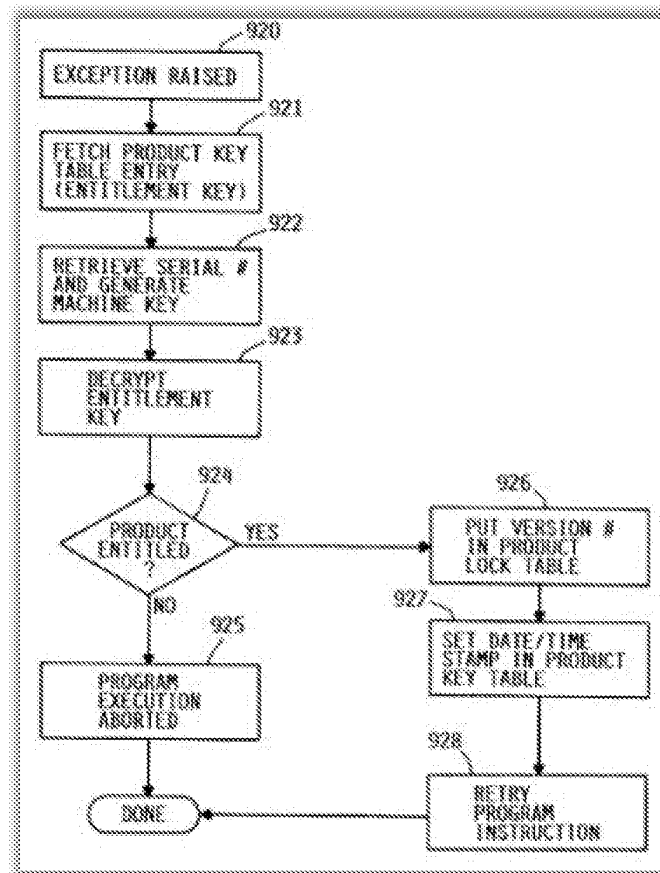 920
EXCEPTION RAISED
921
FETCH PRODUCT KEY
TABLE ENTRY
(ENTITLEMENT KEY)
922
RETRIEVE SERIAL #
AND GENERATE
MACHINE KEY
923
DECRYPT
ENTITLEMENT
KEY
924
PRODUCT
ENTITLED
?
YES
NO
925
PROGRAM
EXECUTION
ABORTED
DONE
926
PUT VERSION #
IN PRODUCT
LOCK TABLE
927
SET DATE/TIME
STAMP IN PRODUCT
KEY TABLE
928
RETRY
PROGRAM
INSTRUCTION